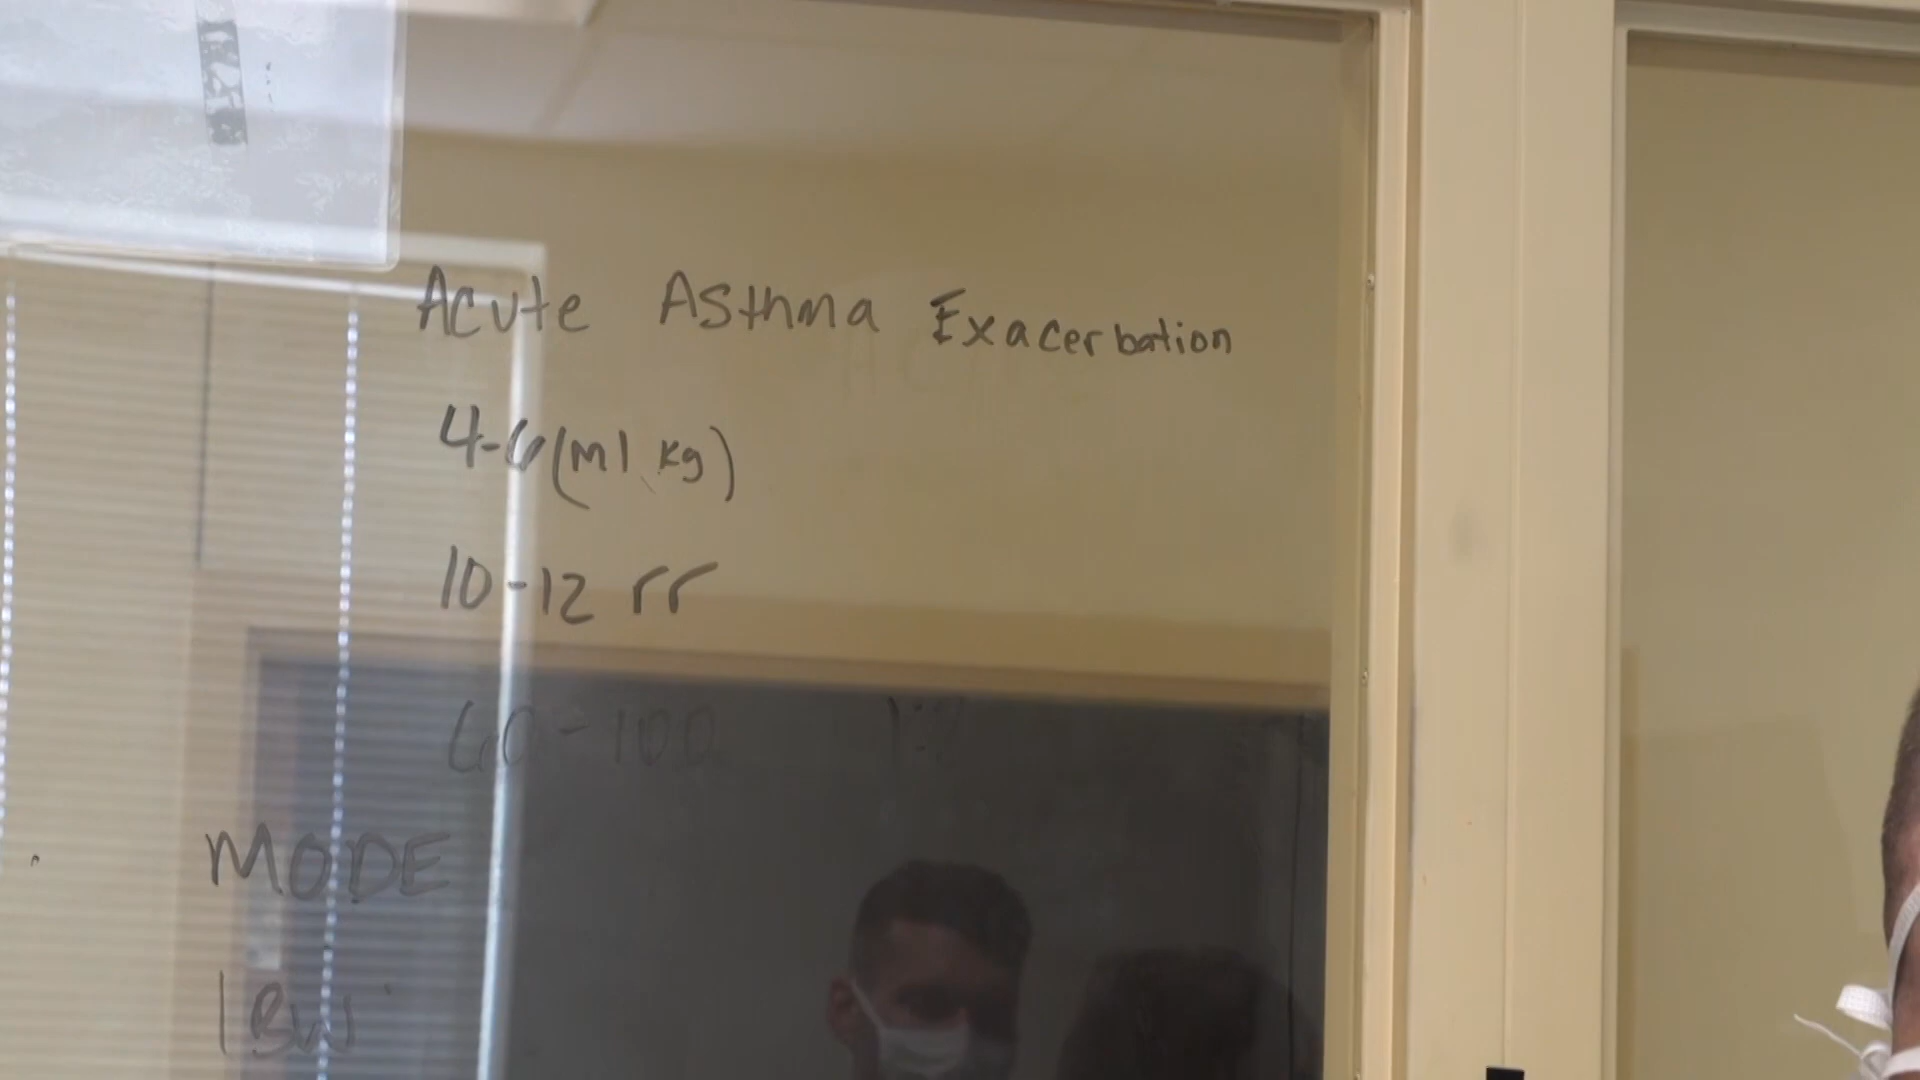 Acute Asthma Exacerbation
4-6 (ml kg)
10-12 rr
60-100
MODE
IBW